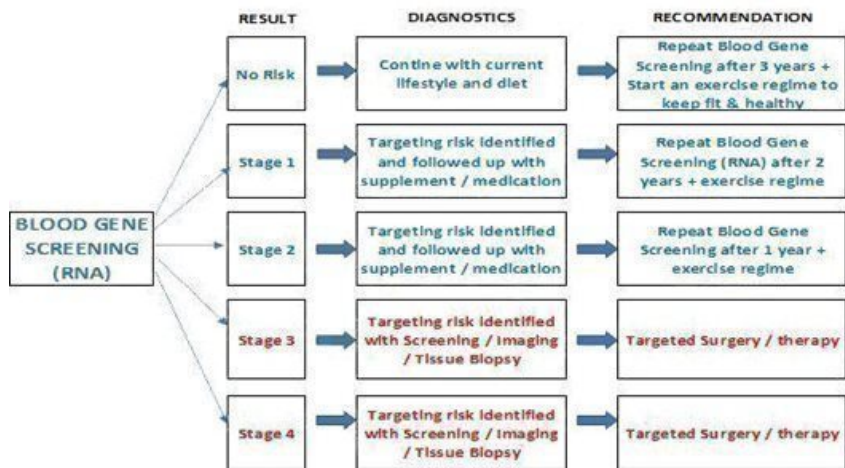 RESULT
DIAGNOSTICS
RECOMMENDATION
BLOOD GENE
SCREENING
(RNA)
No Risk
Contine with current
lifestyle and diet
Repeat Blood Gene
Screening after 3 years +
Start an exercise regime to
keep fit & healthy
Stage 1
Targeting risk identified
and followed up with
supplement / medication
Repeat Blood Gene
Screening (RNA) after 2
years + exercise regime
Stage 2
Targeting risk identified
and followed up with
supplement / medication
Repeat Blood Gene
Screening after 1 year +
exercise regime
Stage 3
Targeting risk identified
with Screening / Imaging
/ Tissue Biopsy
Targeted Surgery / therapy
Stage 4
Targeting risk identified
with Screening / Imaging
/ Tissue Biopsy
Targeted Surgery / therapy